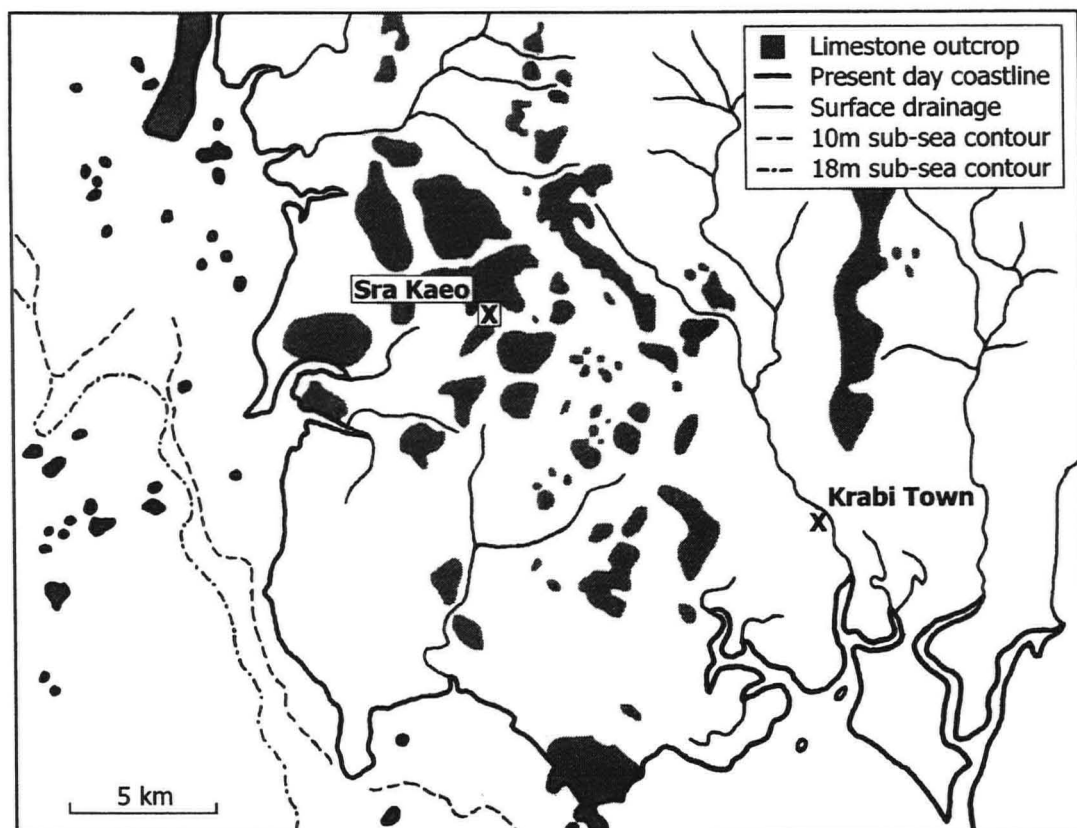 Limestone outcrop
Present day coastline
Surface drainage
10m sub-sea contour
18m sub-sea contour
Sra Kaeo
X
Krabi Town
X
5 km